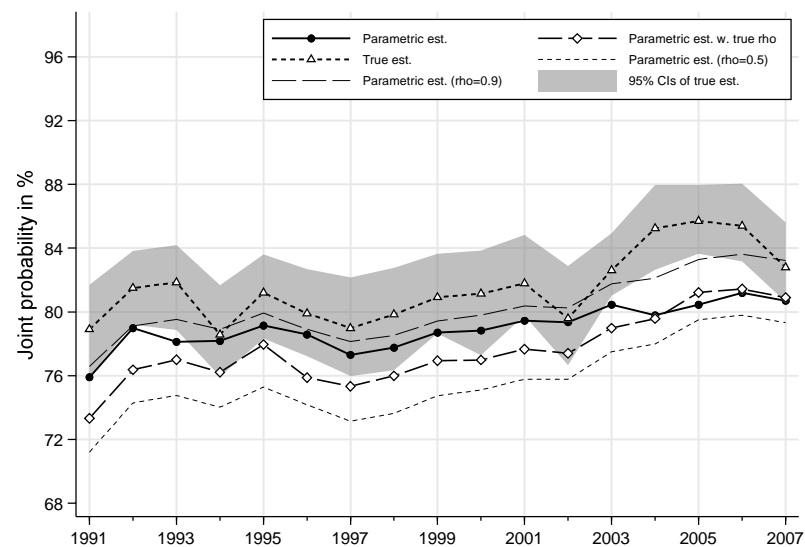 Parametric est.
Parametric est. w. true rho
True est.
Parametric est. (rho=0.5)
Parametric est. (rho=0.9)
95% CIs of true est.
96
92
88
84
80
76
72
68
Joint probability in %
1991 1993 1995 1997 1999 2001 2003 2005 2007